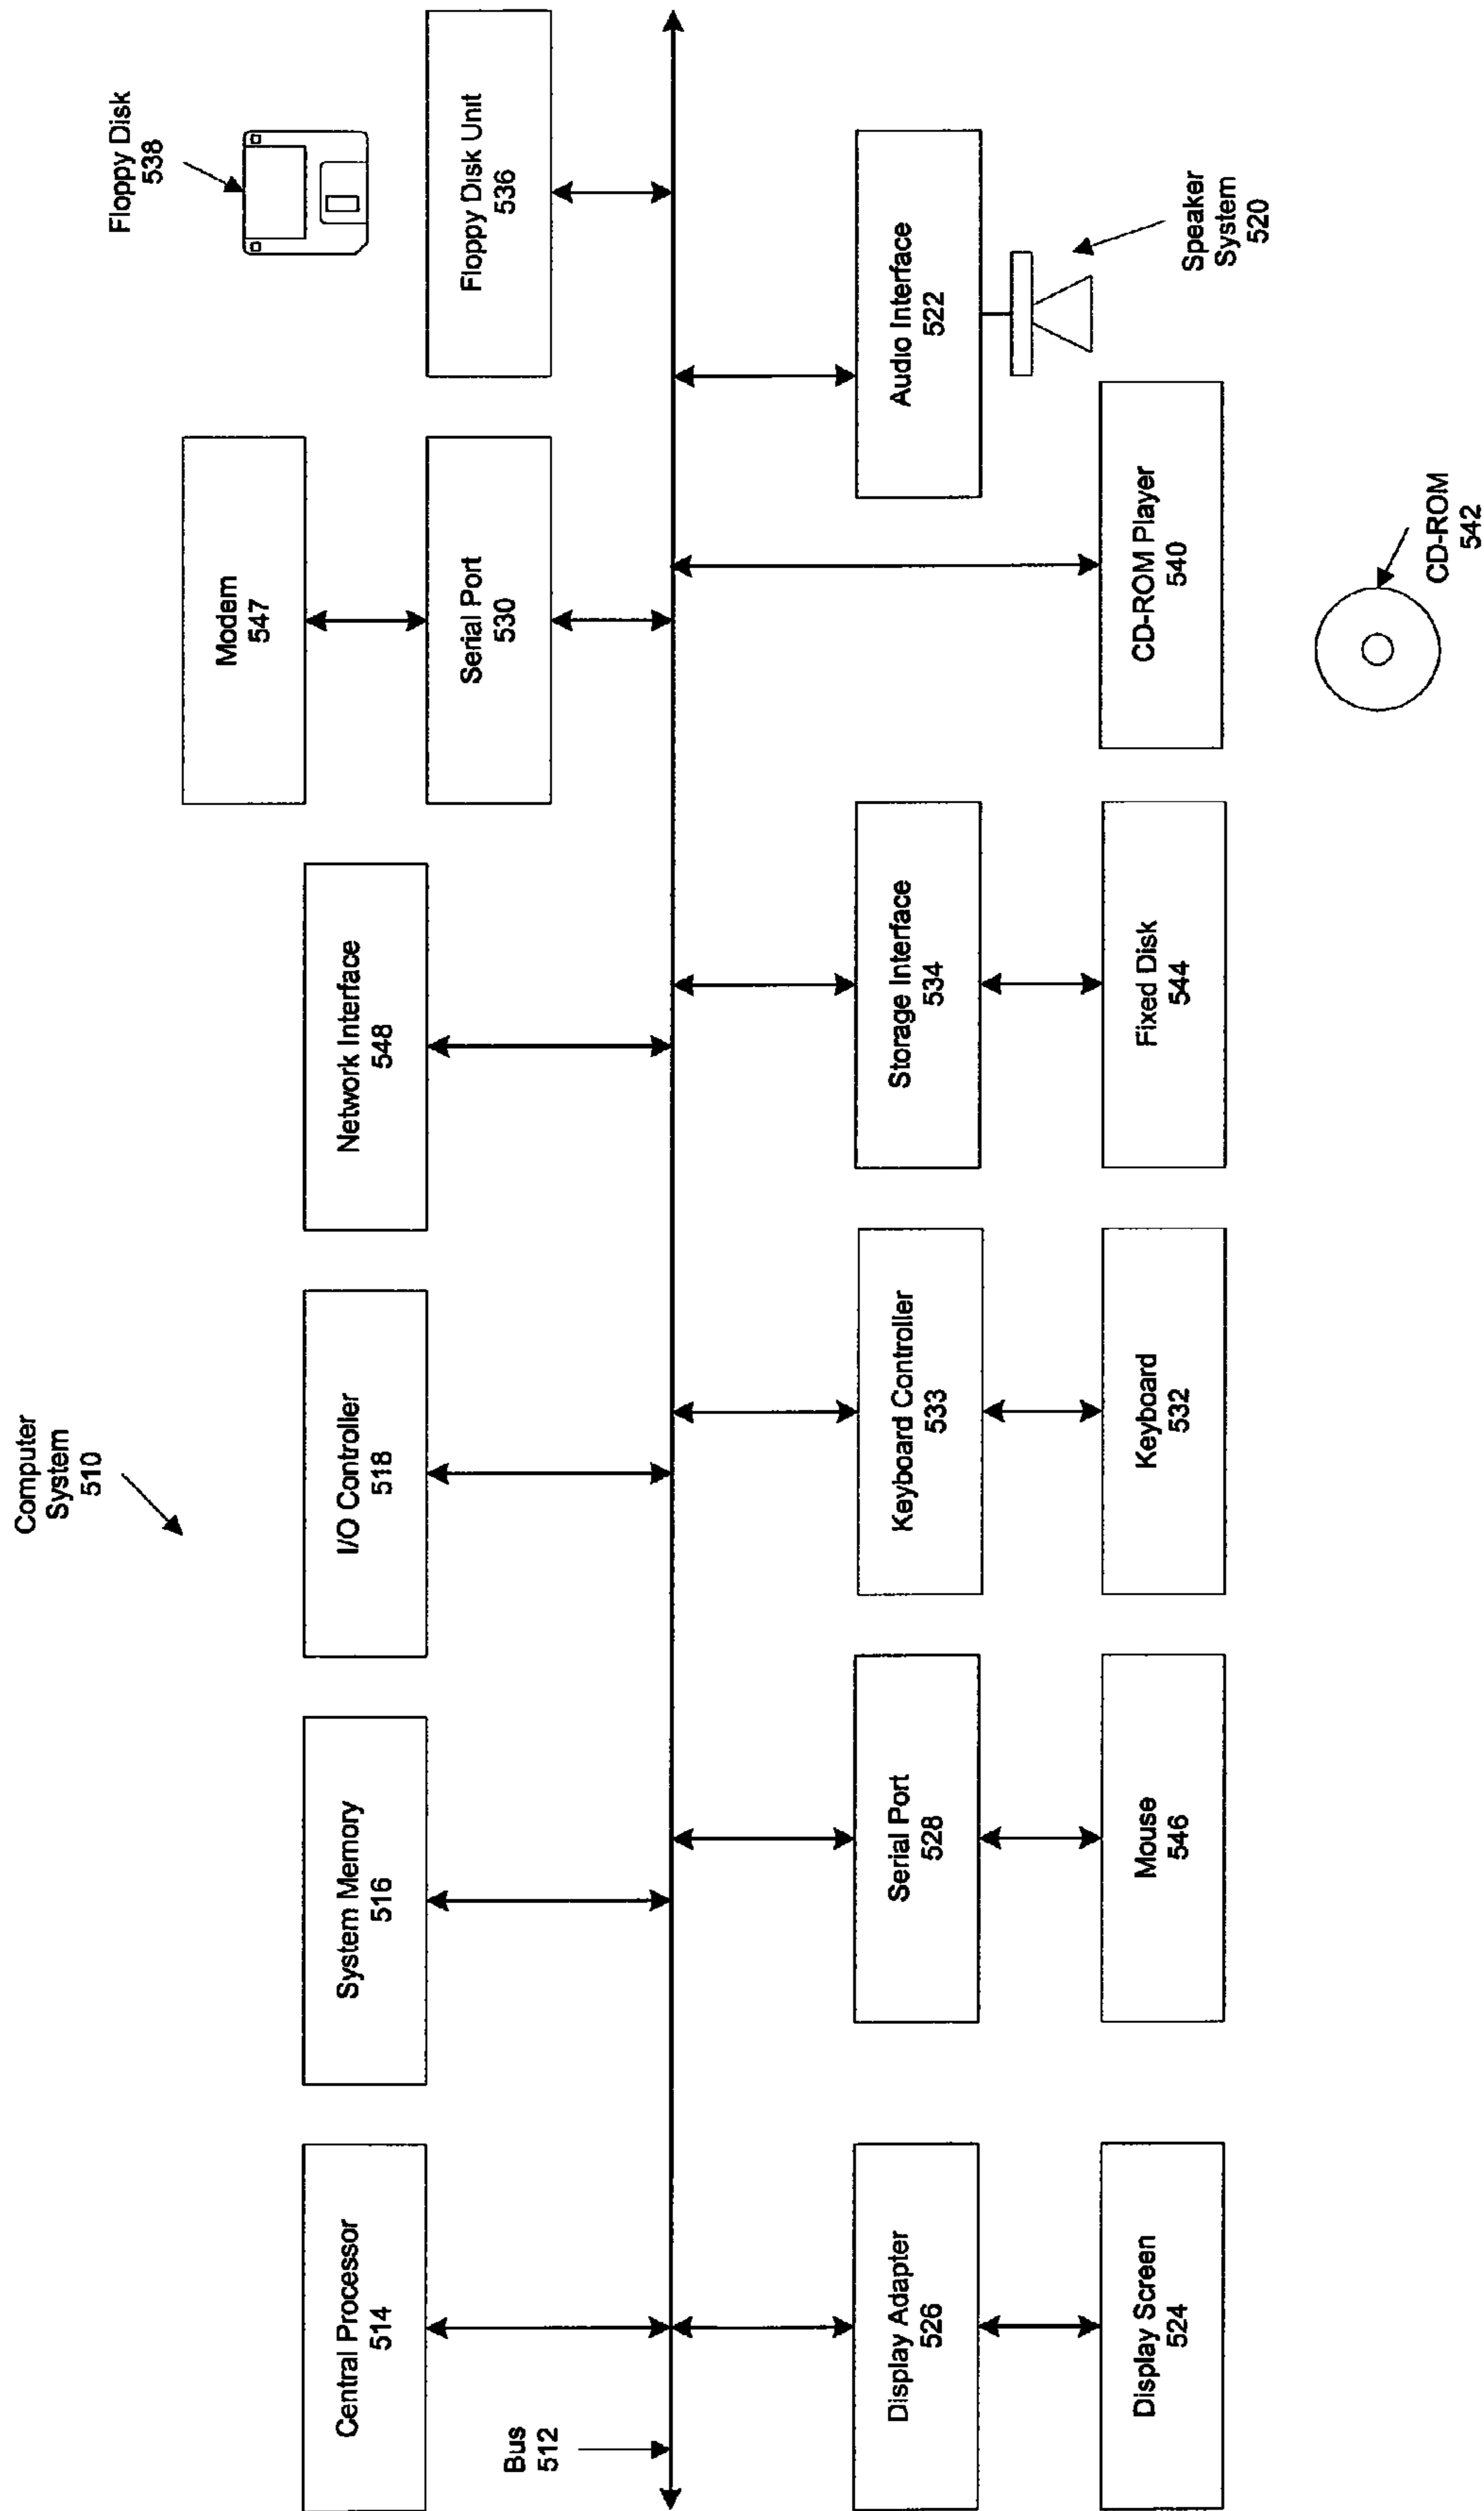 Computer
System
510
Floppy Disk
538
Modem
547
Central Processor
514
System Memory
516
I/O Controller
518
Network Interface
548
Serial Port
530
Floppy Disk Unit
536
Bus
512
Display Adapter
526
Serial Port
528
Keyboard Controller
533
Storage Interface
534
Audio Interface
522
Display Screen
524
Mouse
546
Keyboard
532
Fixed Disk
544
CD-ROM Player
540
Speaker
System
520
CD-ROM
542